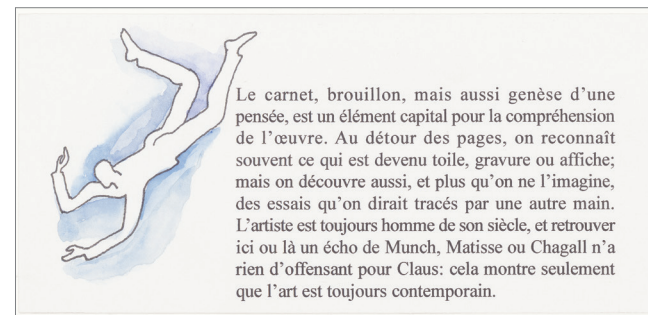 Le carnet, brouillon, mais aussi genèse d’une
pensée, est un élément capital pour la compréhension
de l’œuvre. Au détour des pages, on reconnaît
souvent ce qui est devenu toile, gravure ou affiche;
mais on découvre aussi, et plus qu’on ne l’imagine,
des essais qu’on dirait tracés par une autre main.
L’artiste est toujours homme de son siècle, et retrouver
ici ou là un écho de Munch, Matisse ou Chagall n’a
rien d’offensant pour Claus: cela montre seulement
que l’art est toujours contemporain.